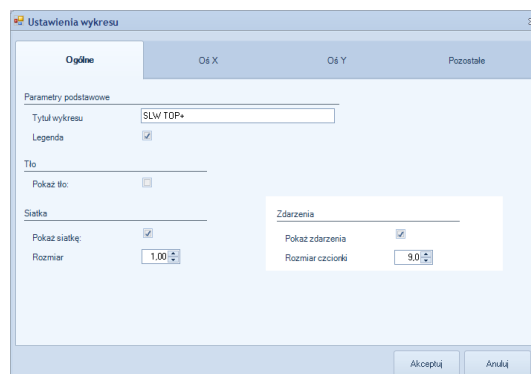 Ustawienia wykresu
Ogólne
Oś X
Oś Y
Pozostałe
Parametry podstawowe
Tytuł wykresu
SLW TOP+
Legenda
Tło
Pokaż tło:
Siatka
Pokaż siatkę:
Rozmiar
1,00
Zdarzenia
Pokaż zdarzenia
Rozmiar czcionki
9,0
Akceptuj
Anuluj